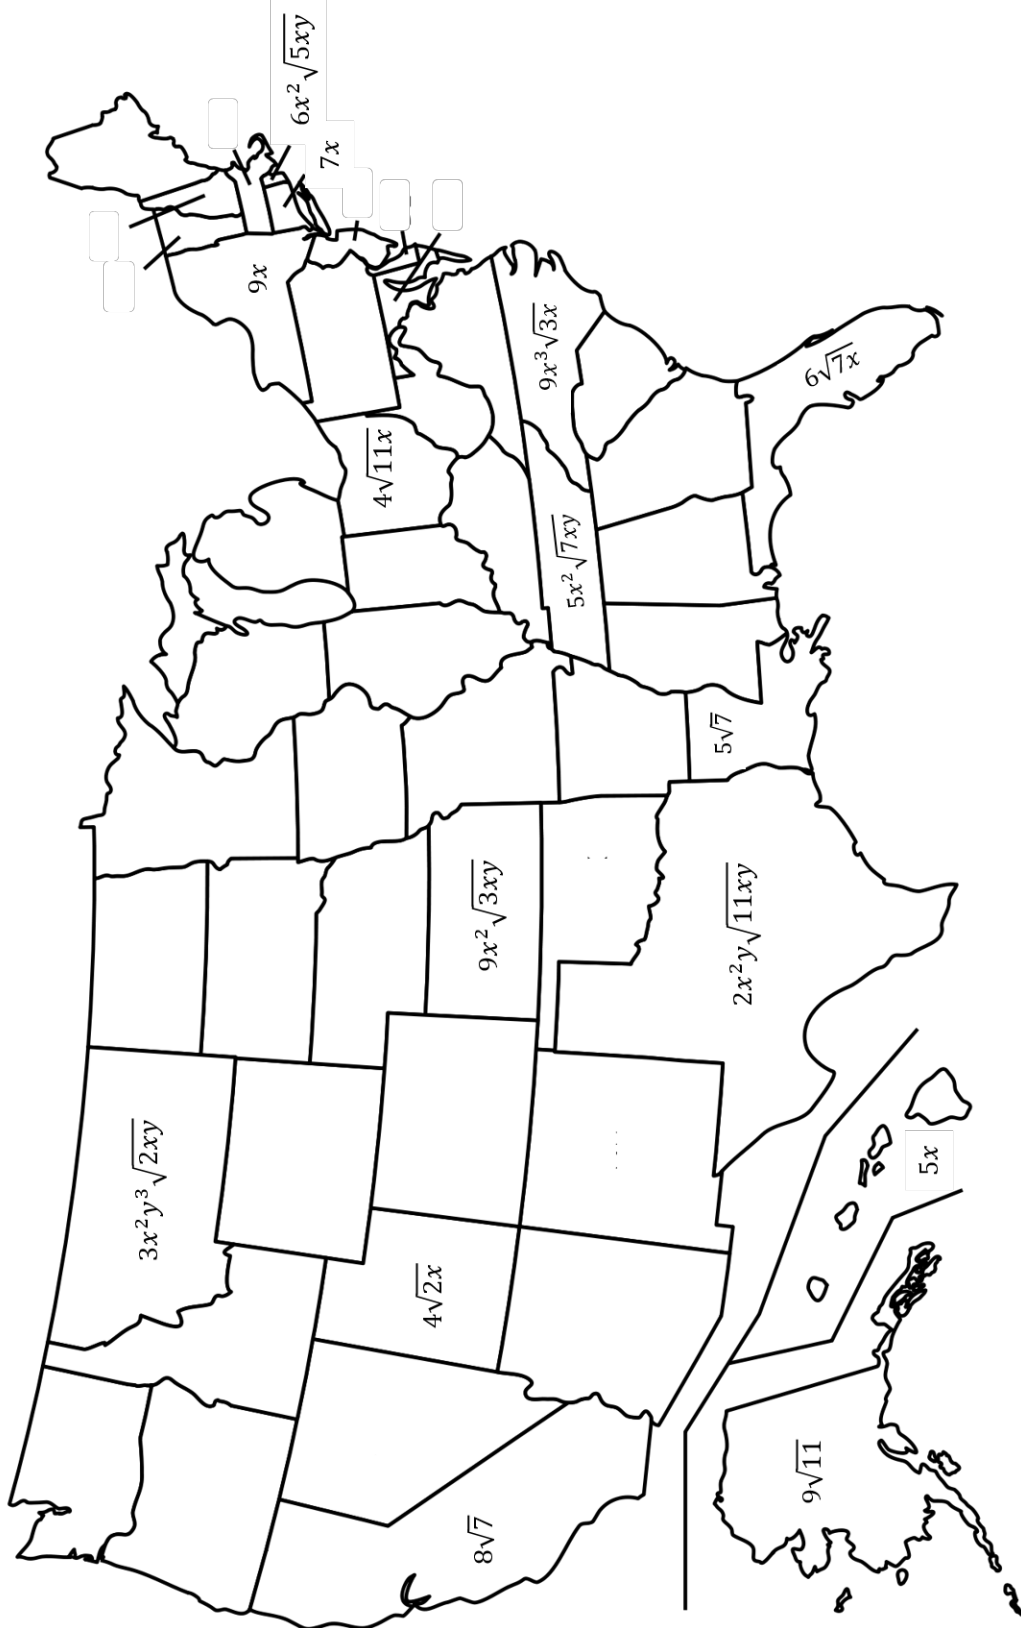 6x²√(5xy)
7x
9x
9x³√(3x)
6√(7x)
4√(11x)
5x²√(7xy)
5√7
9x²√(3xy)
2x²y√(11xy)
3x²y³√(2xy)
4√(2x)
5x
8√7
9√11